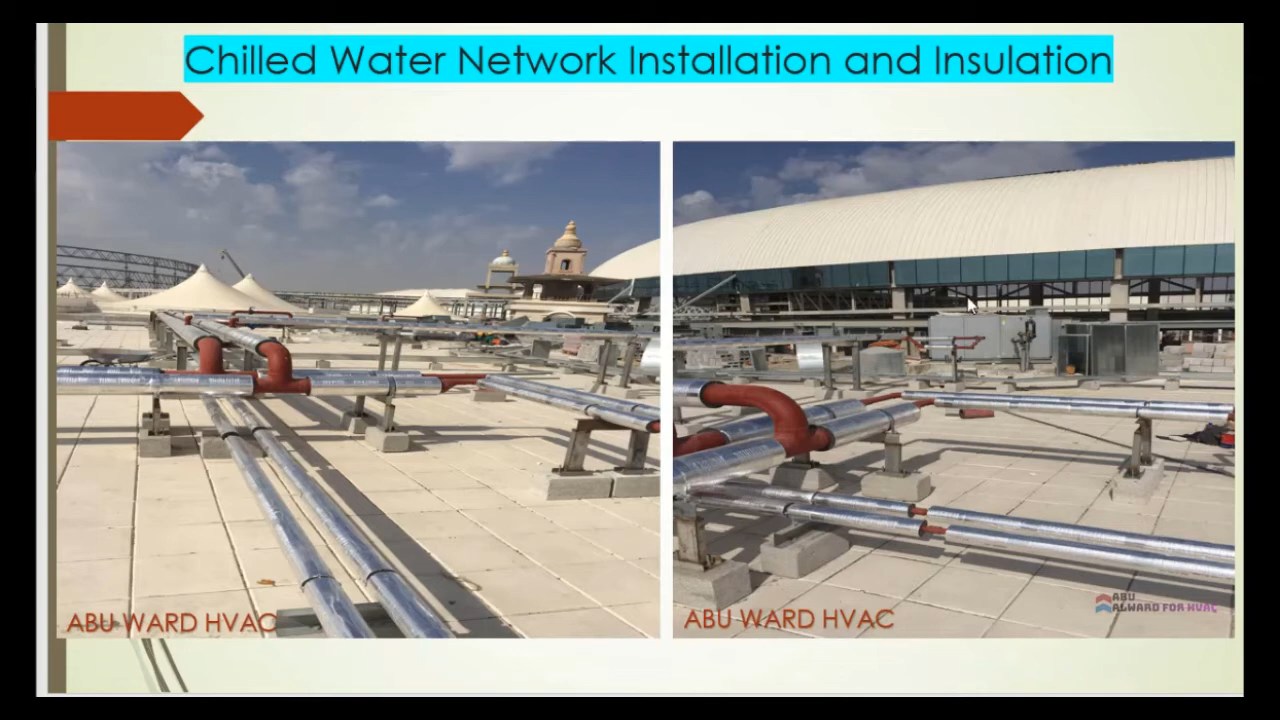 Chilled Water Network Installation and Insulation
ABU WARD HVAC
ABU WARD HVAC
ABU
ALWARD FOR HVAC